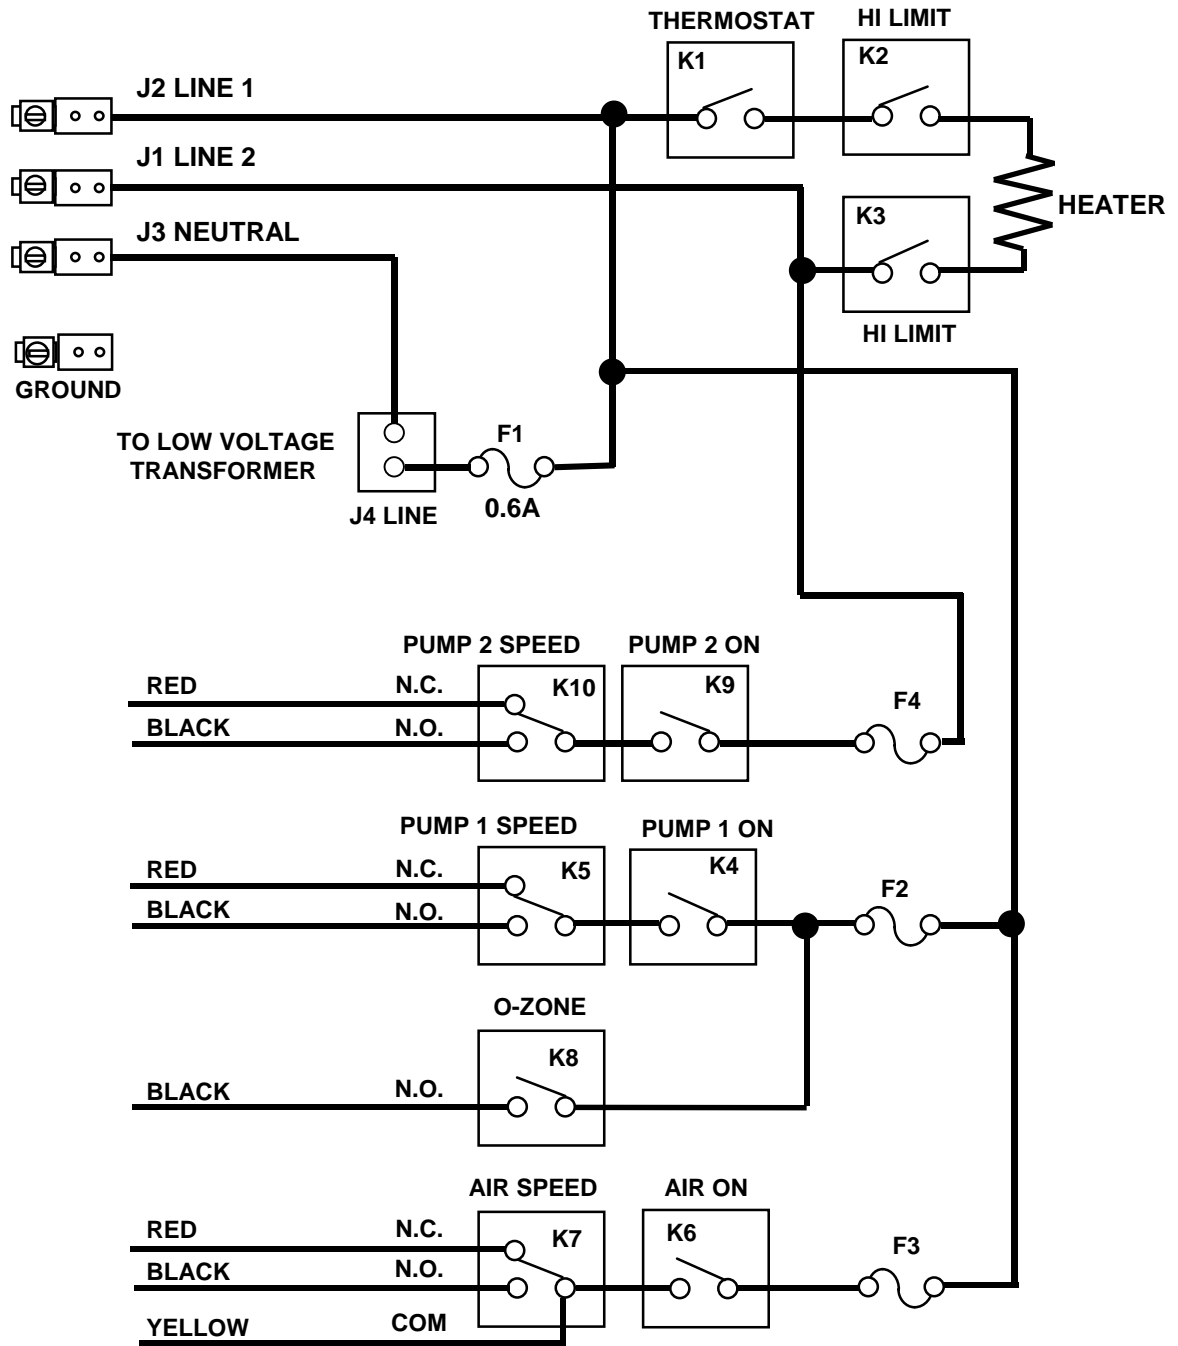 THERMOSTAT
HI LIMIT
K1
K2
J2 LINE 1
J1 LINE 2
J3 NEUTRAL
K3
HEATER
HI LIMIT
GROUND
TO LOW VOLTAGE
TRANSFORMER
F1
0.6A
J4 LINE
PUMP 2 SPEED
PUMP 2 ON
RED
N.C.
K10
K9
F4
BLACK
N.O.
PUMP 1 SPEED
PUMP 1 ON
RED
N.C.
K5
K4
F2
BLACK
N.O.
O-ZONE
K8
BLACK
N.O.
AIR SPEED
AIR ON
RED
N.C.
K7
K6
F3
BLACK
N.O.
YELLOW
COM